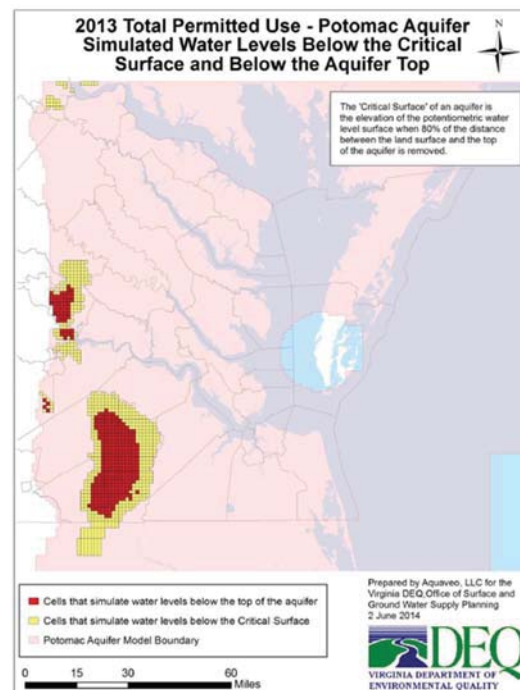 2013 Total Permitted Use - Potomac Aquifer
Simulated Water Levels Below the Critical
Surface and Below the Aquifer Top
N
The 'Critical Surface' of an aquifer is
the elevation of the potentiometric water
level surface when 80% of the distance
between the land surface and the top
of the aquifer is removed.
Cells that simulate water levels below the top of the aquifer
Cells that simulate water levels below the Critical Surface
Potomac Aquifer Model Boundary
0 15 30 60
Miles
Prepared by Aquaveo, LLC for the
Virginia DEQ Office of Surface and
Ground Water Supply Planning
2 June 2014
DEQ
VIRGINIA DEPARTMENT OF
ENVIRONMENTAL QUALITY